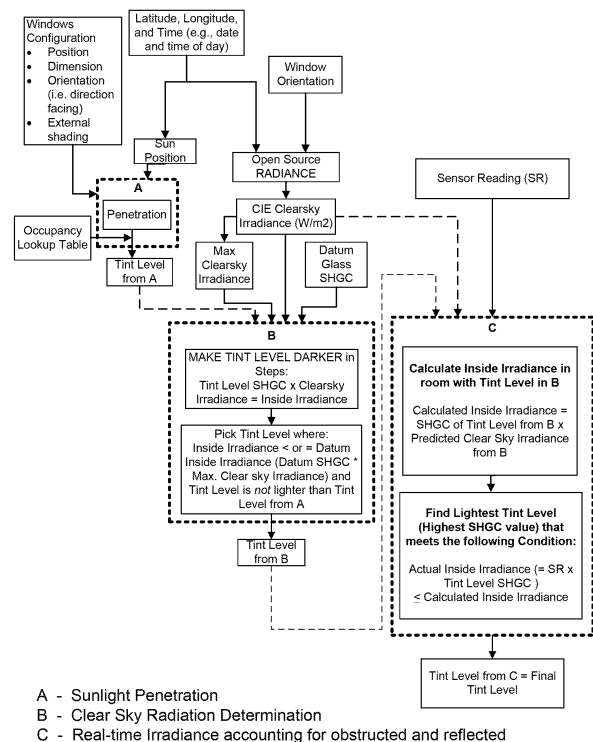 Windows
Configuration
• Position
• Dimension
• Orientation
(i.e. direction
facing)
• External
shading
Latitude, Longitude,
and Time (e.g., date
and time of day)
Window
Orientation
Sun
Position
Open Source
RADIANCE
Sensor Reading (SR)
A
Penetration
Occupancy
Lookup Table
CIE Clearsky
Irradiance (W/m2)
Tint Level
from A
Max
Clearsky
Irradiance
Datum
Glass
SHGC
B
MAKE TINT LEVEL DARKER in
Steps:
Tint Level SHGC x Clearsky
Irradiance = Inside Irradiance
Pick Tint Level where:
Inside Irradiance < or = Datum
Inside Irradiance (Datum SHGC *
Max. Clear sky Irradiance) and
Tint Level is not lighter than Tint
Level from A
Tint Level
from B
C
Calculate Inside Irradiance in
room with Tint Level in B
Calculated Inside Irradiance =
SHGC of Tint Level from B x
Predicted Clear Sky Irradiance
from B
Find Lightest Tint Level
(Highest SHGC value) that
meets the following Condition:
Actual Inside Irradiance (= SR x
Tint Level SHGC )
≤ Calculated Inside Irradiance
Tint Level from C = Final
Tint Level
A - Sunlight Penetration
B - Clear Sky Radiation Determination
C - Real-time Irradiance accounting for obstructed and reflected